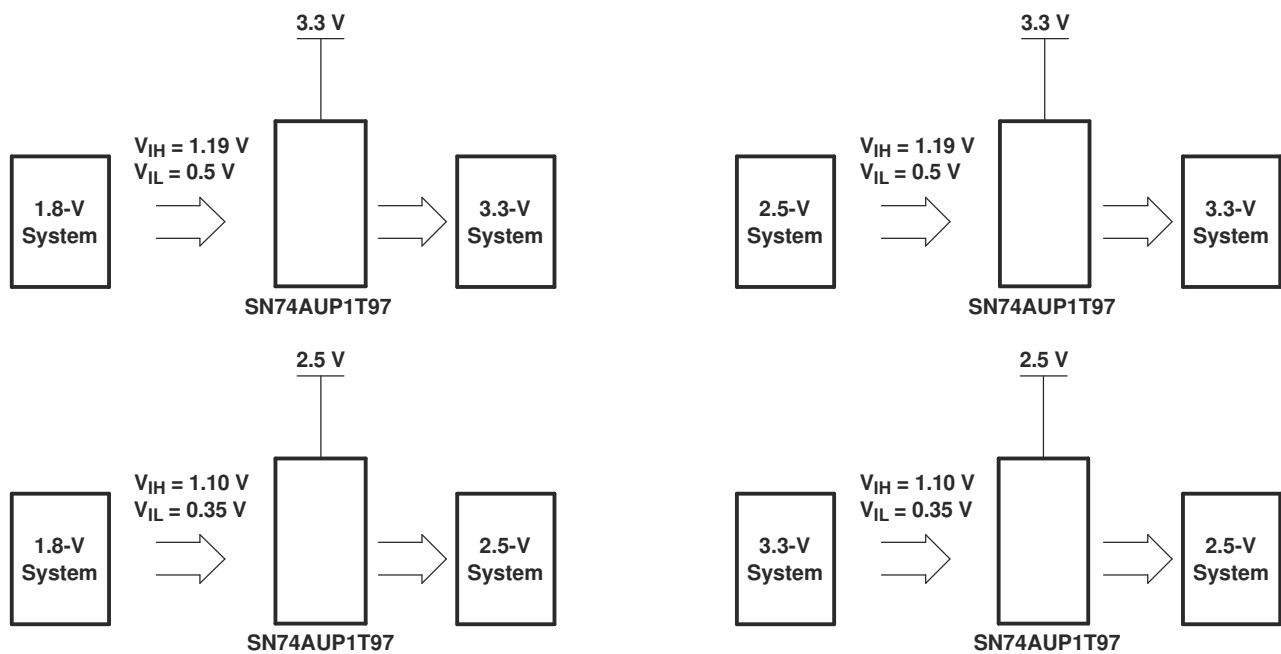 3.3 V
V_IH = 1.19 V
V_IL = 0.5 V
1.8-V
System
3.3-V
System
SN74AUP1T97
3.3 V
V_IH = 1.19 V
V_IL = 0.5 V
2.5-V
System
3.3-V
System
SN74AUP1T97
2.5 V
V_IH = 1.10 V
V_IL = 0.35 V
1.8-V
System
2.5-V
System
SN74AUP1T97
2.5 V
V_IH = 1.10 V
V_IL = 0.35 V
3.3-V
System
2.5-V
System
SN74AUP1T97